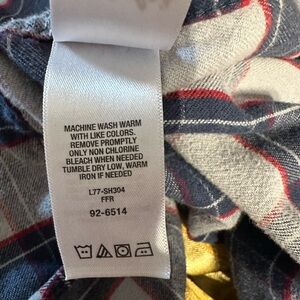 MACHINE WASH WARM
WITH LIKE COLORS.
REMOVE PROMPTLY
ONLY NON CHLORINE
BLEACH WHEN NEEDED
TUMBLE DRY LOW, WARM
IRON IF NEEDED
L77-SH304
FFR
92-6514